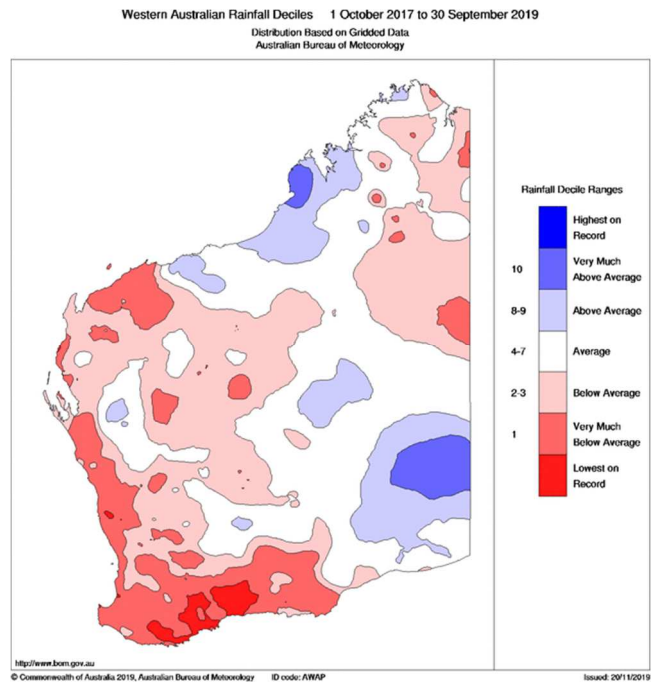 Western Australian Rainfall Deciles 1 October 2017 to 30 September 2019
Distribution Based on Gridded Data
Australian Bureau of Meteorology
Rainfall Decile Ranges
Highest on
Record
10 Very Much
Above Average
8-9 Above Average
4-7 Average
2-3 Below Average
1 Very Much
Below Average
Lowest on
Record
http://www.bom.gov.au
© Commonwealth of Australia 2019, Australian Bureau of Meteorology ID code: AWAP Issued: 20/11/2019